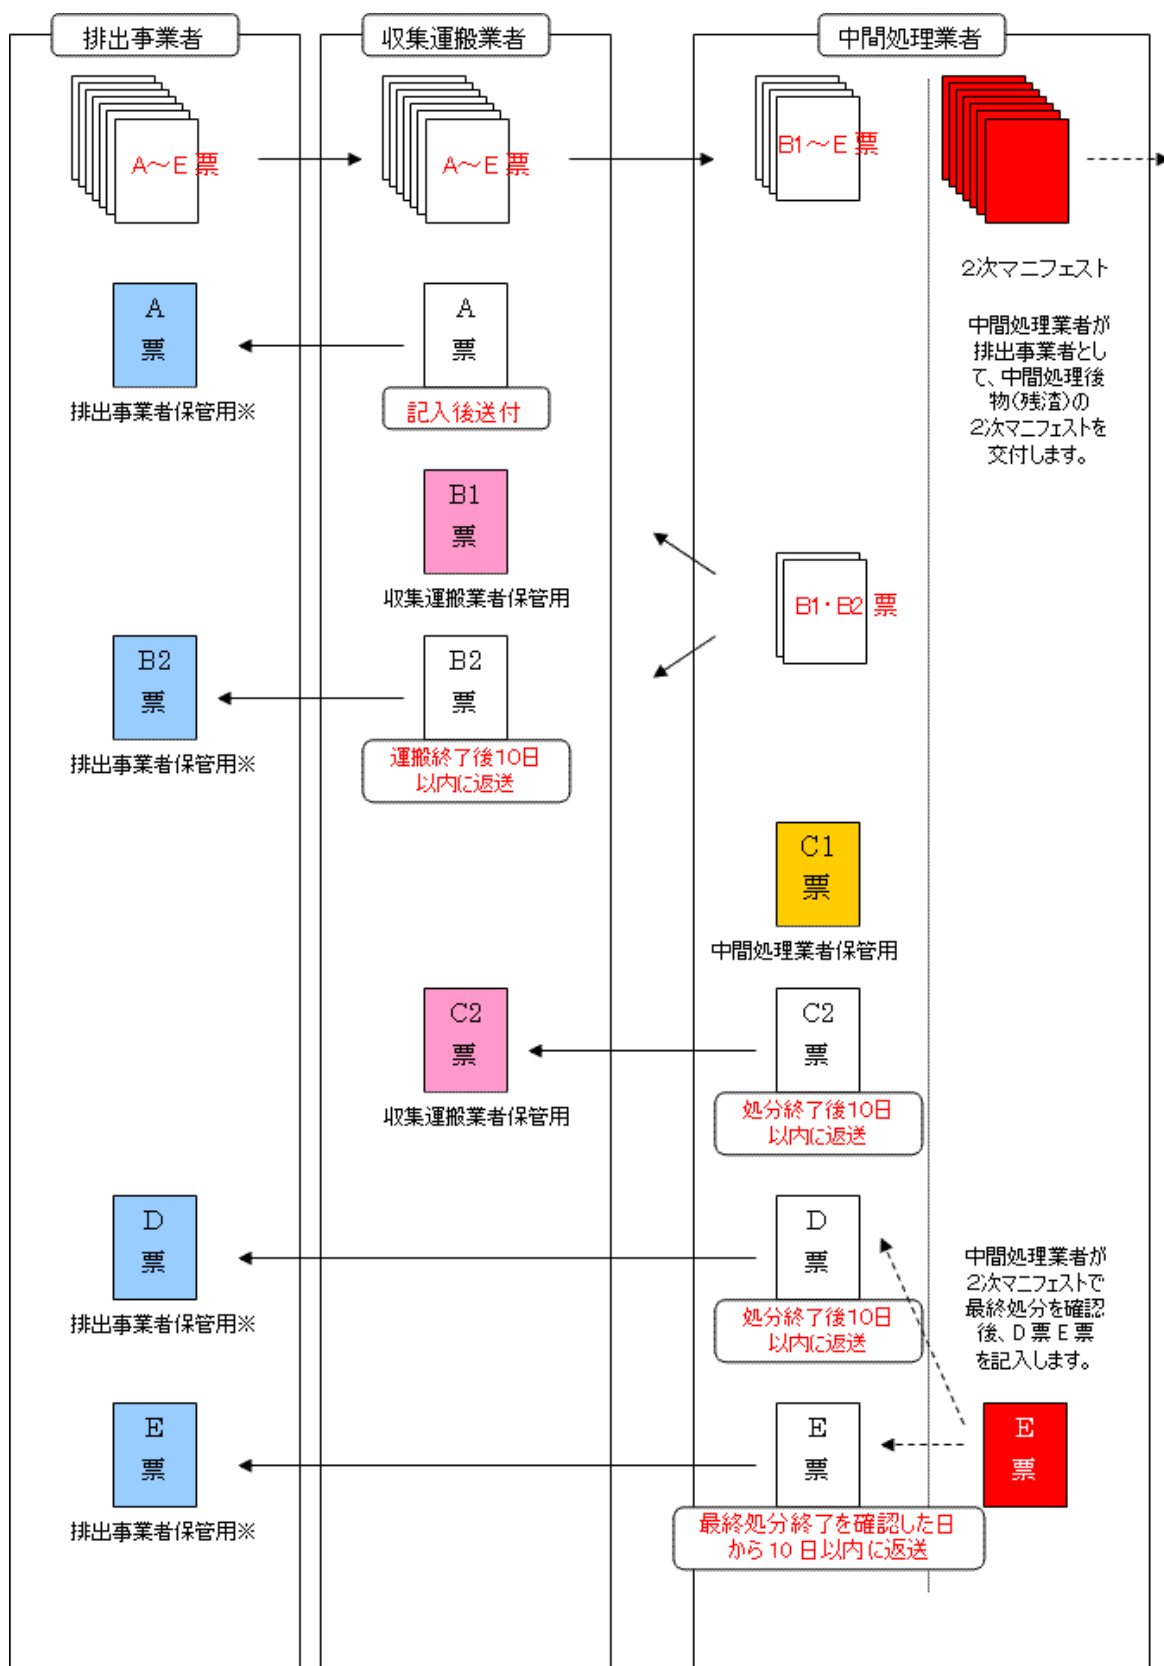 排出事業者
収集運搬業者
中間処理業者
A～E 票
A～E 票
B1～E 票
2次マニフェスト
中間処理業者が
排出事業者とし
て、中間処理後
物(残渣)の
2次マニフェストを
交付します。
A
票
排出事業者保管用※
A
票
記入後送付
B1
票
収集運搬業者保管用
B1・B2 票
B2
票
排出事業者保管用※
B2
票
運搬終了後10日
以内に返送
C1
票
中間処理業者保管用
C2
票
収集運搬業者保管用
C2
票
処分終了後10日
以内に返送
D
票
排出事業者保管用※
D
票
処分終了後10日
以内に返送
中間処理業者が
2次マニフェストで
最終処分を確認
後、D 票 E 票
を記入します。
E
票
排出事業者保管用※
E
票
最終処分終了を確認した日
から 10 日以内に返送
E
票